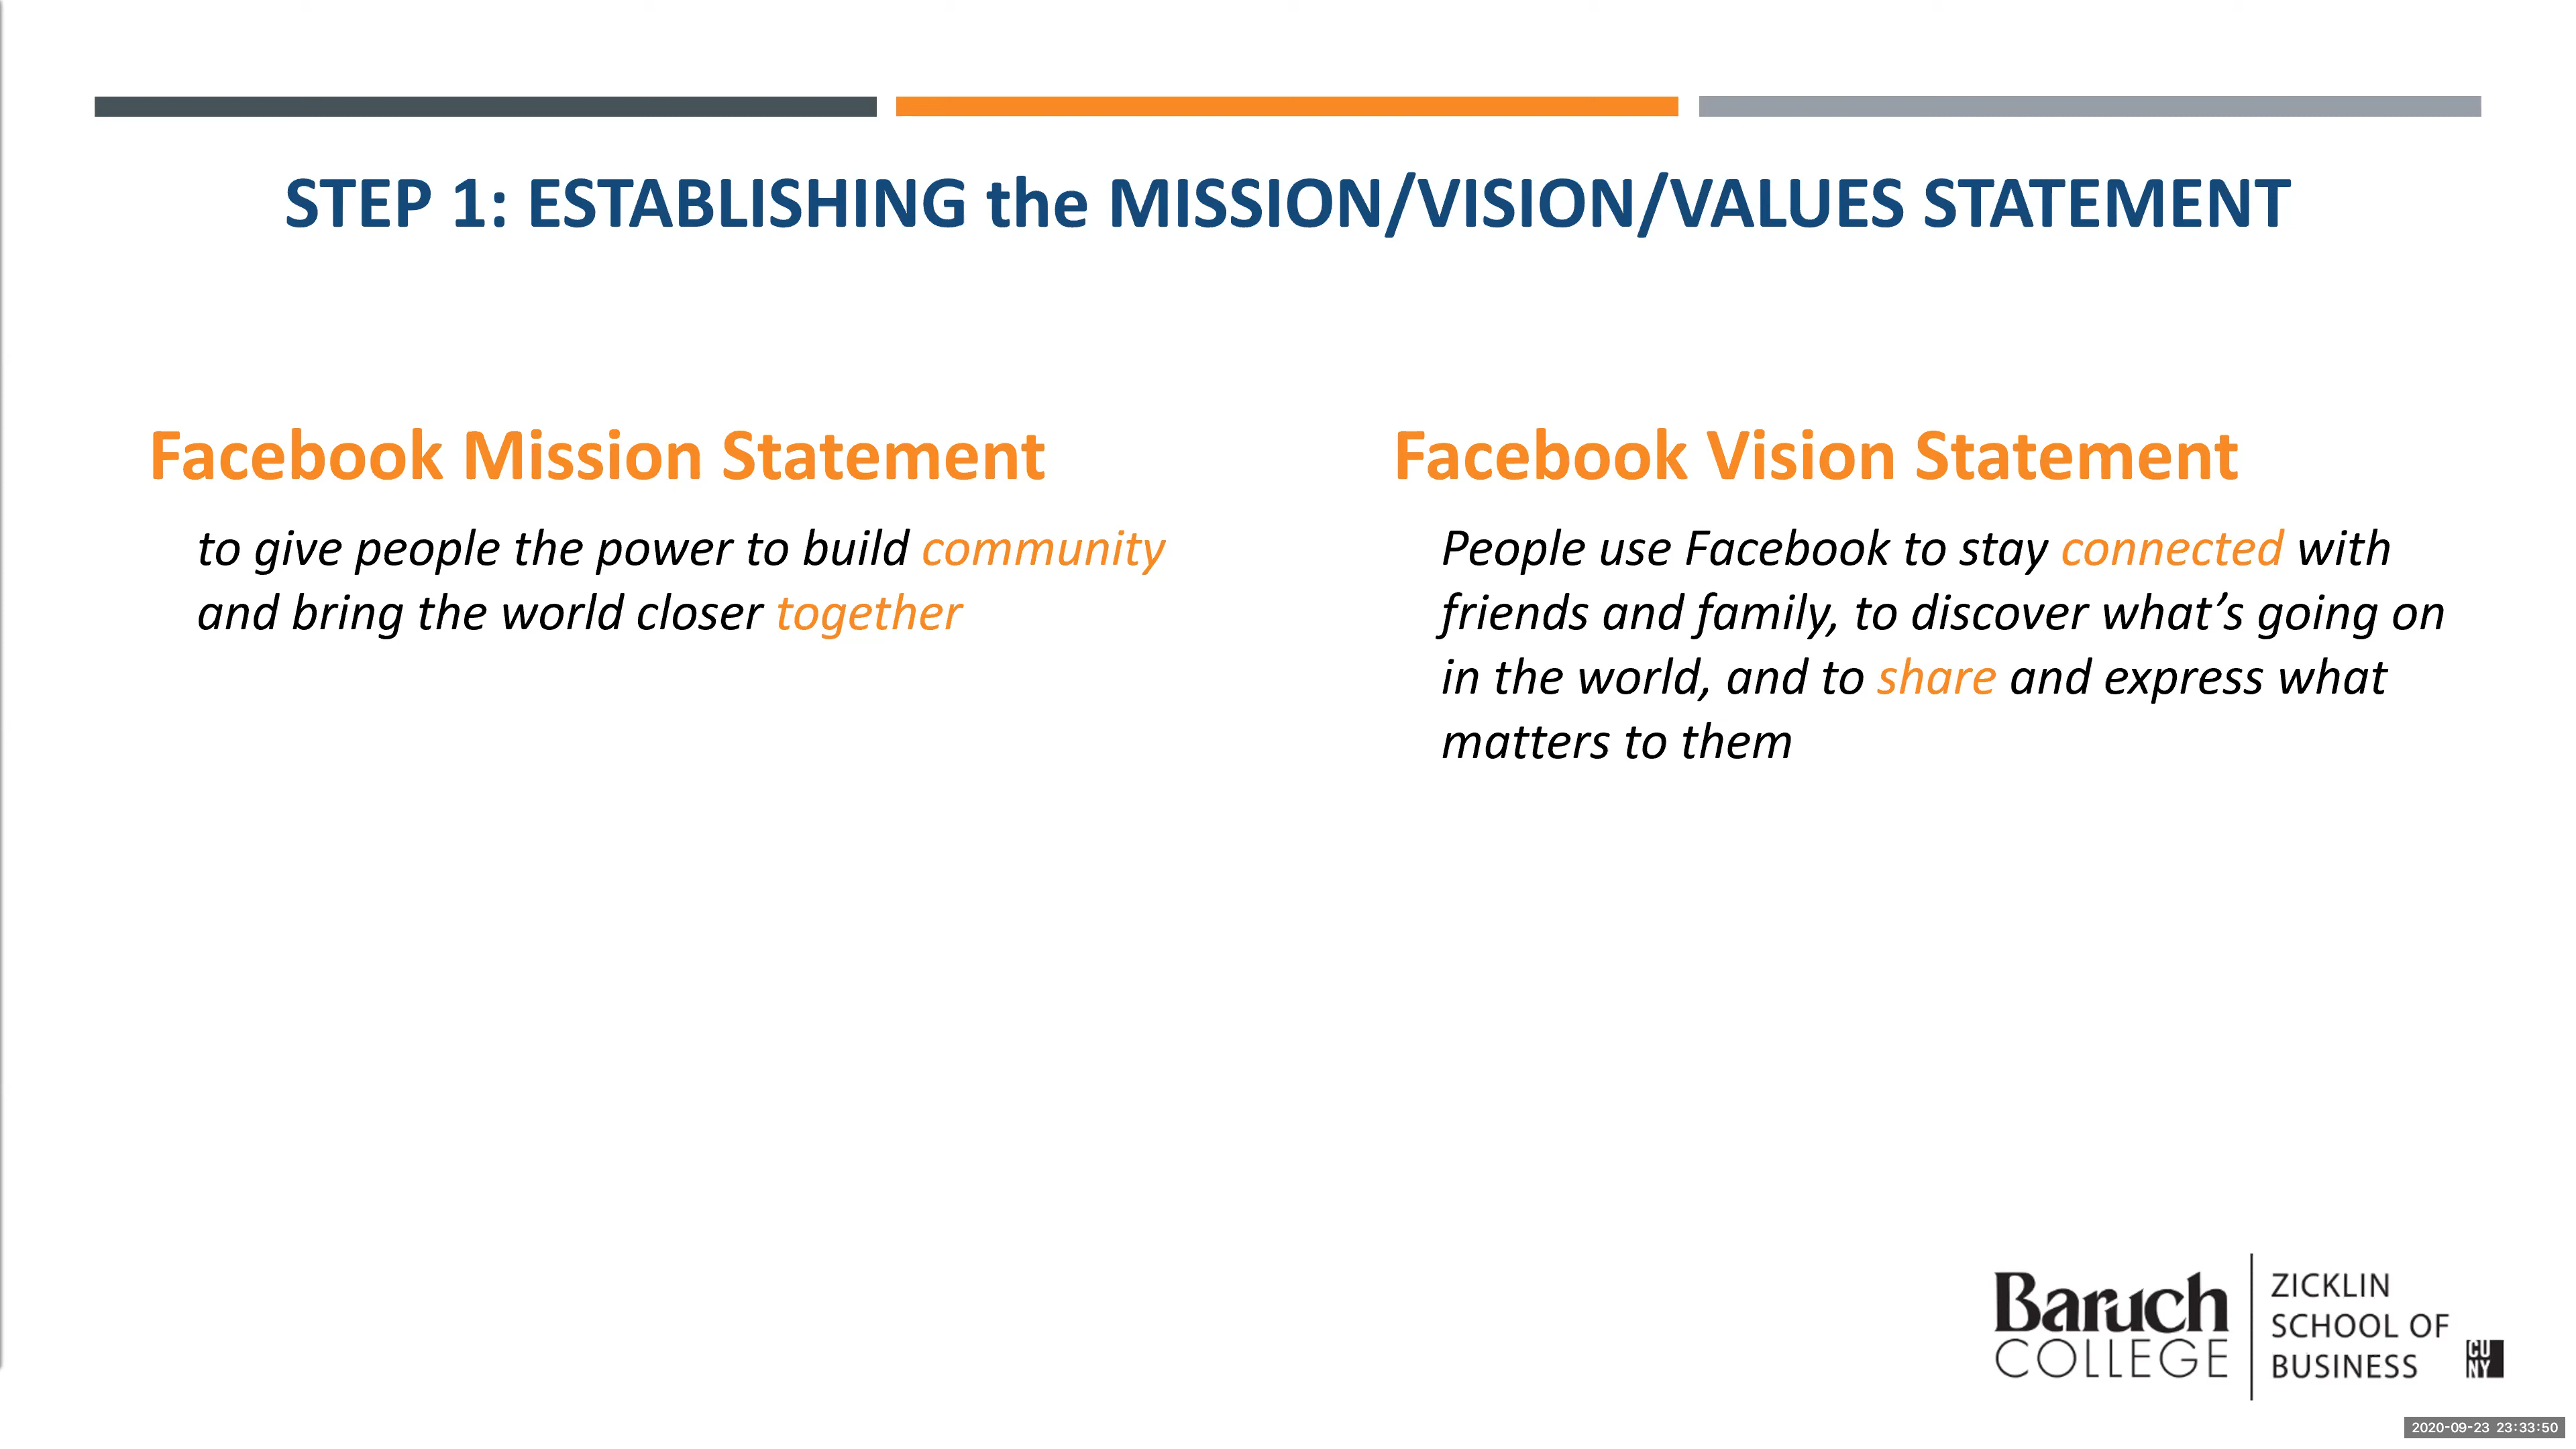 STEP 1: ESTABLISHING the MISSION/VISION/VALUES STATEMENT
Facebook Mission Statement
to give people the power to build community
and bring the world closer together
Facebook Vision Statement
People use Facebook to stay connected with
friends and family, to discover what’s going on
in the world, and to share and express what
matters to them
Baruch
COLLEGE
ZICKLIN
SCHOOL OF
BUSINESS
CU
NY
2020-09-23 23:33:50